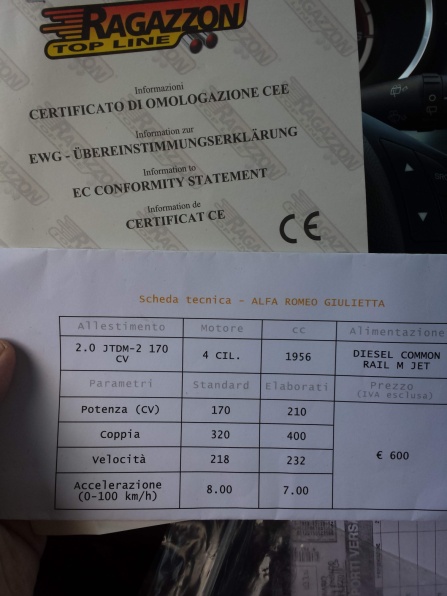 RAGAZZON
TOP LINE
Informazioni
CERTIFICATO DI OMOLOGAZIONE CEE
Information zur
EWG - ÜBEREINSTIMMUNGSERKLÄRUNG
Information to
EC CONFORMITY STATEMENT
Information de
CERTIFICAT CE
CE
Scheda tecnica - ALFA ROMEO GIULIETTA
Allestimento Motore cc Alimentazione
2.0 JTDM-2 170 CV 4 CIL. 1956 DIESEL COMMON RAIL M JET
Parametri Standard Elaborati Prezzo (IVA esclusa)
Potenza (CV) 170 210 € 600
Coppia 320 400
Velocità 218 232
Accelerazione (0-100 km/h) 8.00 7.00